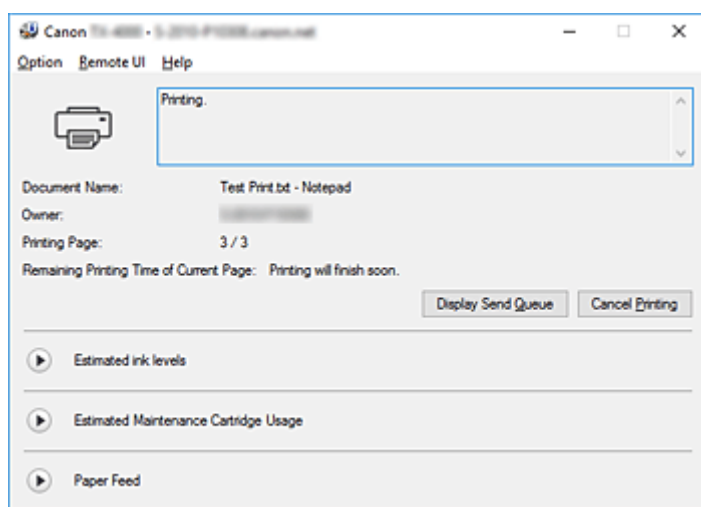 Canon
Option Remote UI Help
Printing.
Document Name: Test Print.txt - Notepad
Owner:
Printing Page: 3 / 3
Remaining Printing Time of Current Page: Printing will finish soon.
Display Send Queue Cancel Printing
Estimated ink levels
Estimated Maintenance Cartridge Usage
Paper Feed